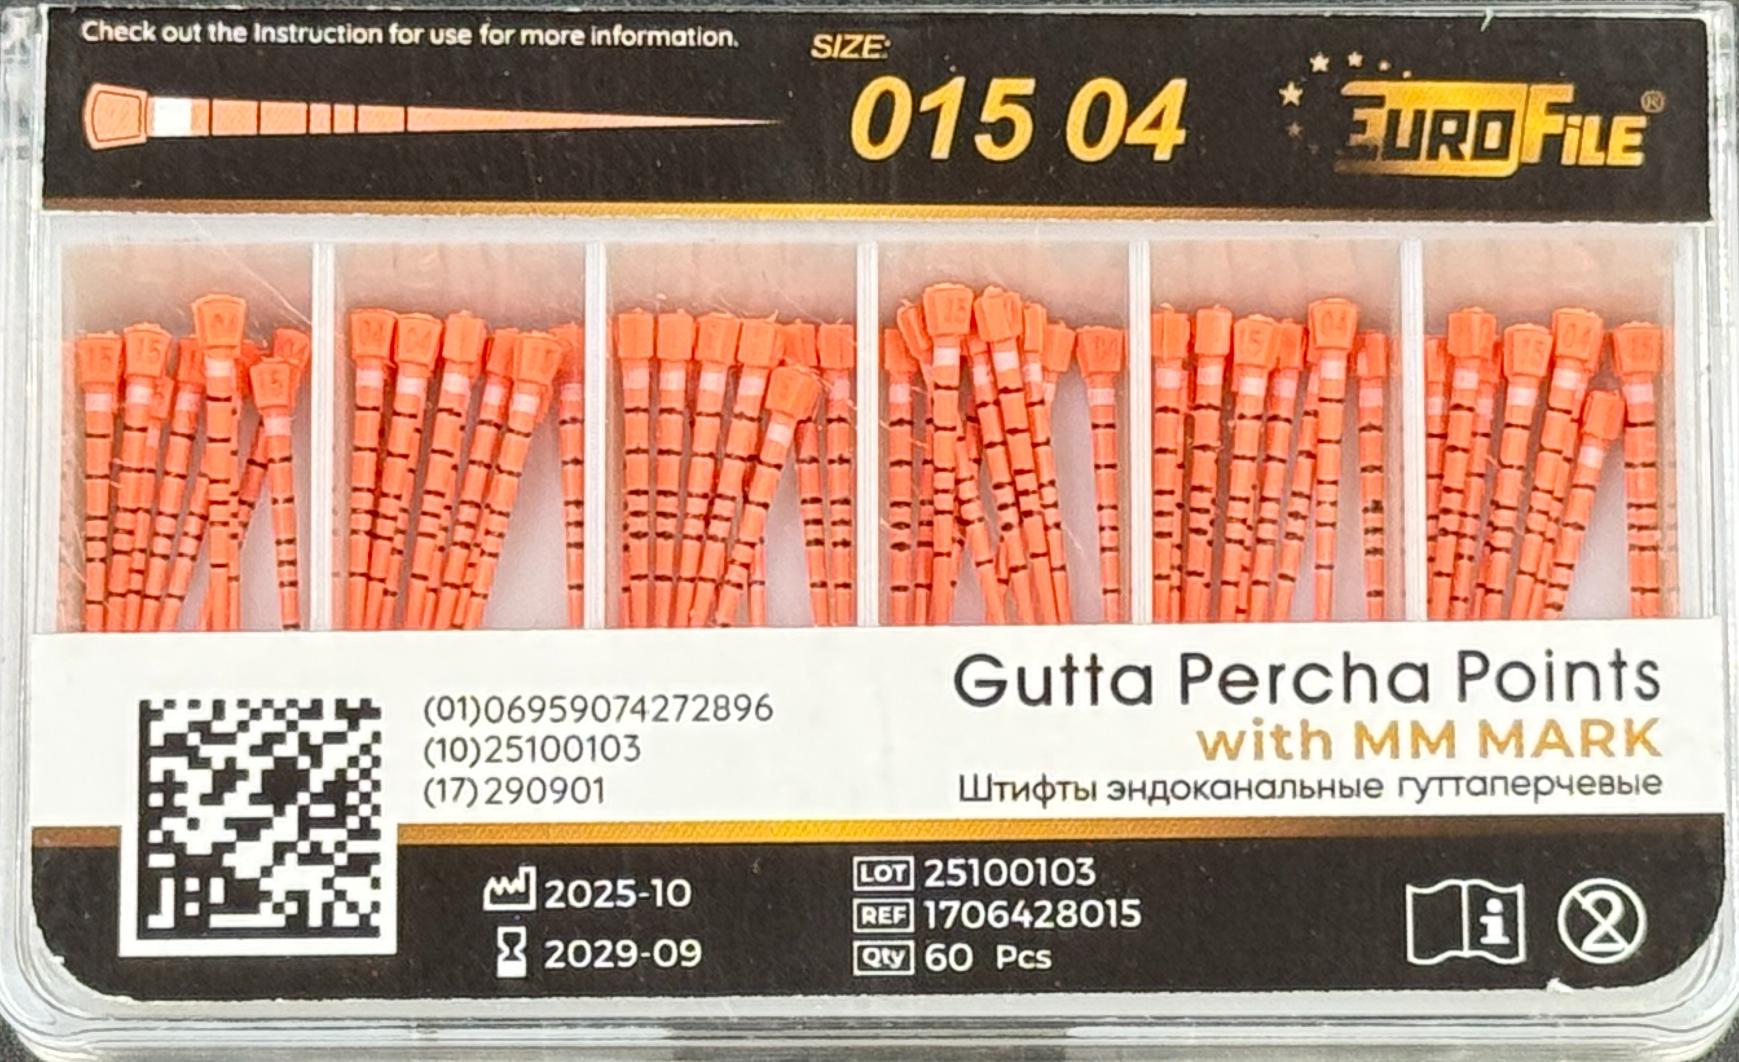 Check out the Instruction for use for more information.
SIZE:
015 04
EUROFILE®
Gutta Percha Points
with MM MARK
Штифты эндоканальные гуттаперчевые
(01)06959074272896
(10)25100103
(17)290901
2025-10
2029-09
LOT 25100103
REF 1706428015
Qty 60 Pcs
i
2